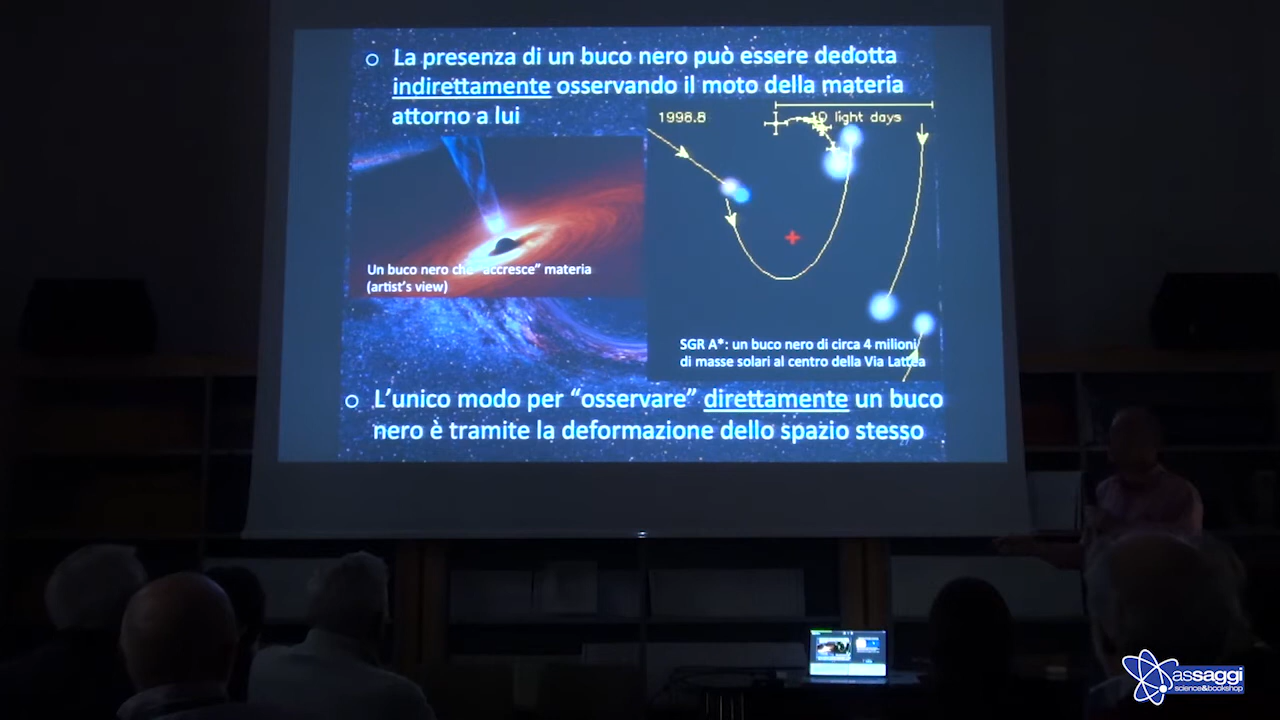 La presenza di un buco nero può essere dedotta
indirettamente osservando il moto della materia
attorno a lui
1998.8
10 light days
Un buco nero che "accresce" materia
(artist's view)
SGR A*: un buco nero di circa 4 milioni
di masse solari al centro della Via Lattea
L'unico modo per "osservare" direttamente un buco
nero è tramite la deformazione dello spazio stesso
assaggi
science&bookshop